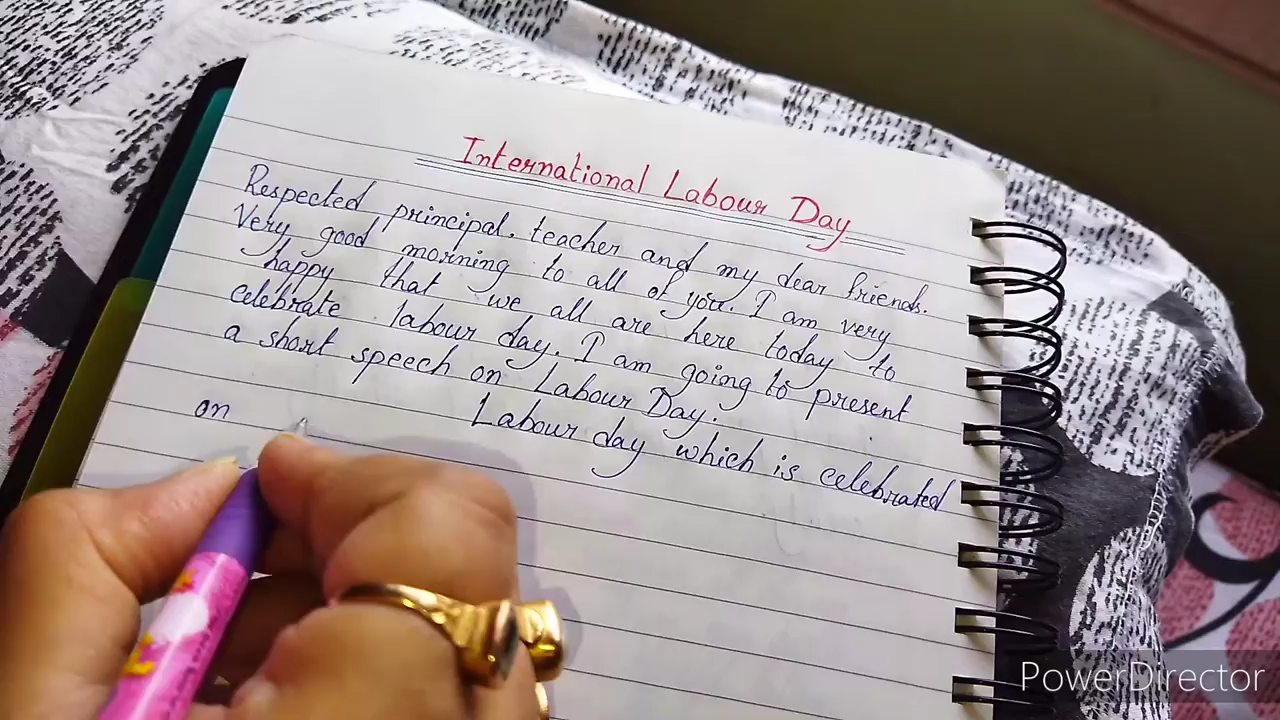 International Labour Day
Respected principal. teacher and my dear friends.
Very good morning to all of you. I am very
happy that we all are here today to
celebrate labour day. I am going to present
a short speech on Labour Day.
Labour day which is celebrated
on
PowerDirector